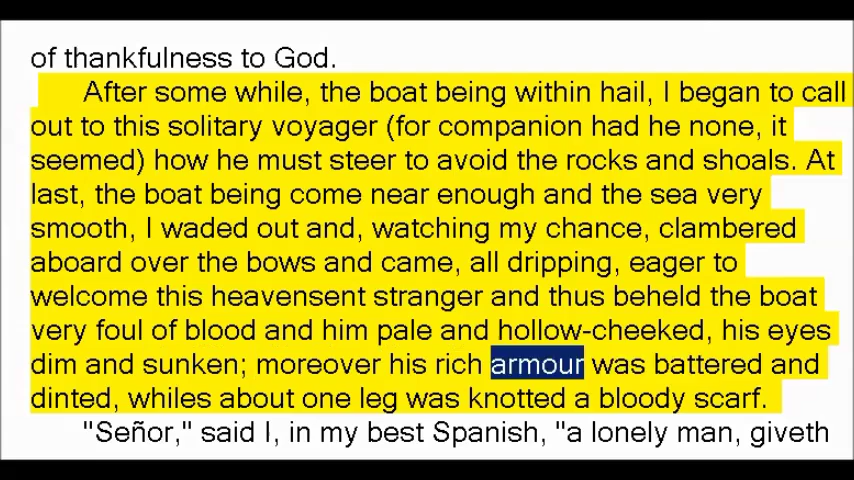 of thankfulness to God.
After some while, the boat being within hail, I began to call
out to this solitary voyager (for companion had he none, it
seemed) how he must steer to avoid the rocks and shoals. At
last, the boat being come near enough and the sea very
smooth, I waded out and, watching my chance, clambered
aboard over the bows and came, all dripping, eager to
welcome this heavensent stranger and thus beheld the boat
very foul of blood and him pale and hollow-cheeked, his eyes
dim and sunken; moreover his rich armour was battered and
dinted, whiles about one leg was knotted a bloody scarf.
"Señor," said I, in my best Spanish, "a lonely man, giveth